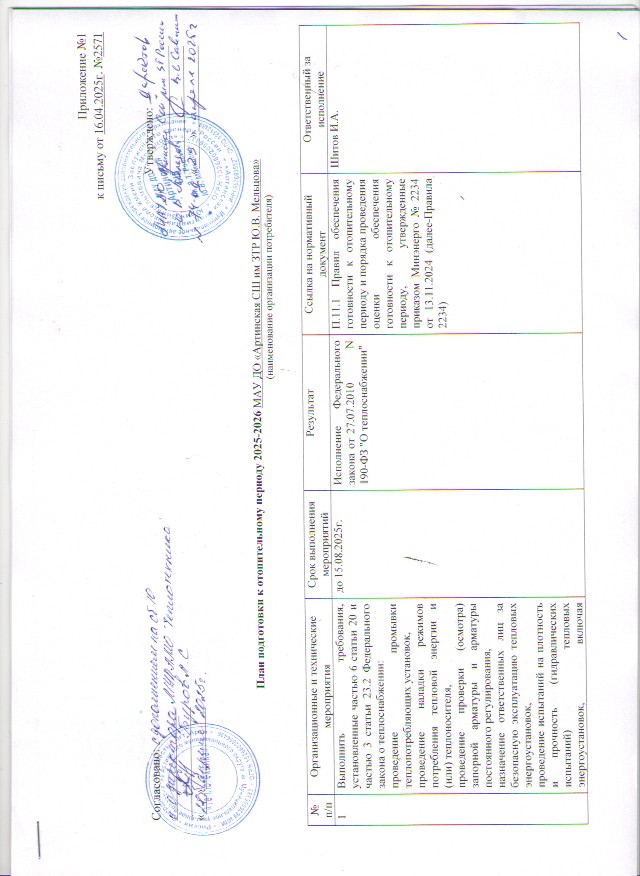 Приложение №1
к письму от 16.04.2025г. №2571
Согласовано:
Утверждено: Директор
План подготовки к отопительному периоду 2025-2026 МАУ ДО «Артинская СШ им ЗТР Ю.В. Мельцова»
(наименование организации потребителя)
№ п/п
Организационные и технические мероприятия
Срок выполнения мероприятий
Результат
Ссылка на нормативный документ
Ответственный за исполнение
1
Выполнить требования,
установленные частью 6 статьи 20 и
частью 3 статьи 23.2 Федерального
закона о теплоснабжении:
проведение промывки
теплопотребляющих установок,
проведение наладки режимов
потребления тепловой энергии и
(или) теплоносителя,
проведение проверки (осмотра)
запорной арматуры и арматуры
постоянного регулирования,
назначение ответственных лиц за
безопасную эксплуатацию тепловых
энергоустановок,
проведение испытаний на плотность
и прочность (гидравлических
испытаний) тепловых
энергоустановок, включая
до 15.08.2025г.
Исполнение Федерального
закона от 27.07.2010 N
190-ФЗ "О теплоснабжении"
П.11.1 Правил обеспечения
готовности к отопительному
периоду и порядка проведения
оценки обеспечения
готовности к отопительному
периоду, утвержденные
приказом Минэнерго № 2234
от 13.11.2024 (далее-Правила
2234)
Шитов И.А.